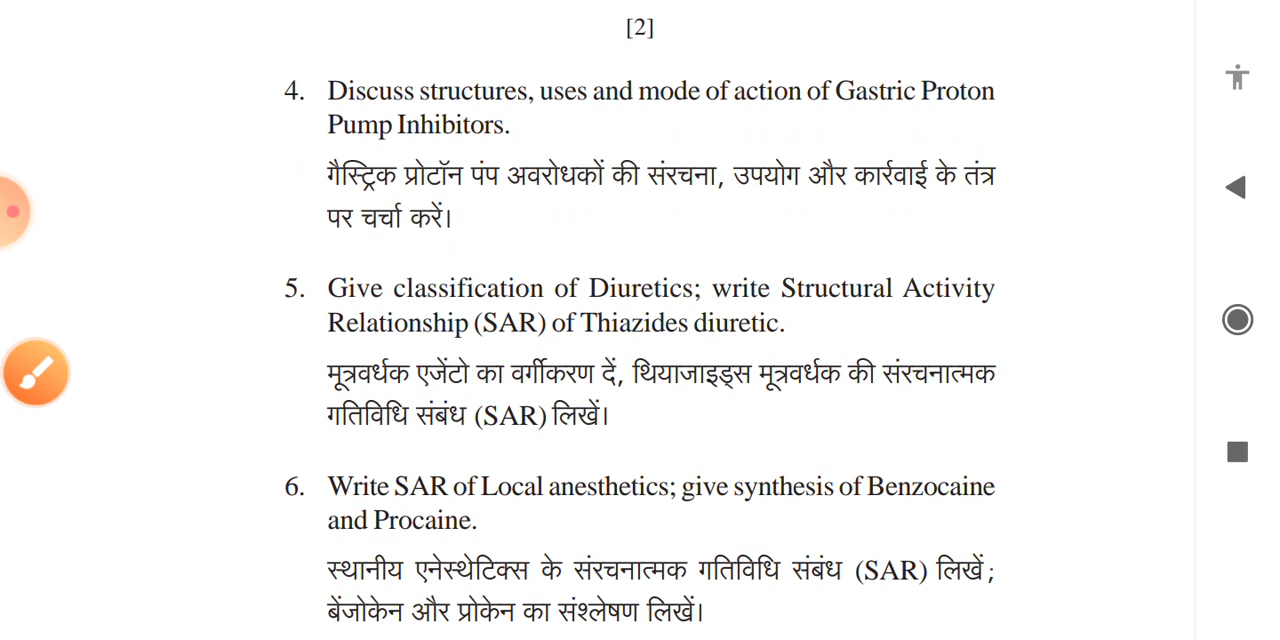 [2]
4. Discuss structures, uses and mode of action of Gastric Proton
Pump Inhibitors.
गैस्ट्रिक प्रोटॉन पंप अवरोधकों की संरचना, उपयोग और कार्रवाई के तंत्र
पर चर्चा करें।
5. Give classification of Diuretics; write Structural Activity
Relationship (SAR) of Thiazides diuretic.
मूत्रवर्धक एजेंटो का वर्गीकरण दें, थियाजाइड्स मूत्रवर्धक की संरचनात्मक
गतिविधि संबंध (SAR) लिखें।
6. Write SAR of Local anesthetics; give synthesis of Benzocaine
and Procaine.
स्थानीय एनेस्थेटिक्स के संरचनात्मक गतिविधि संबंध (SAR) लिखें;
बेंजोकेन और प्रोकेन का संश्लेषण लिखें।